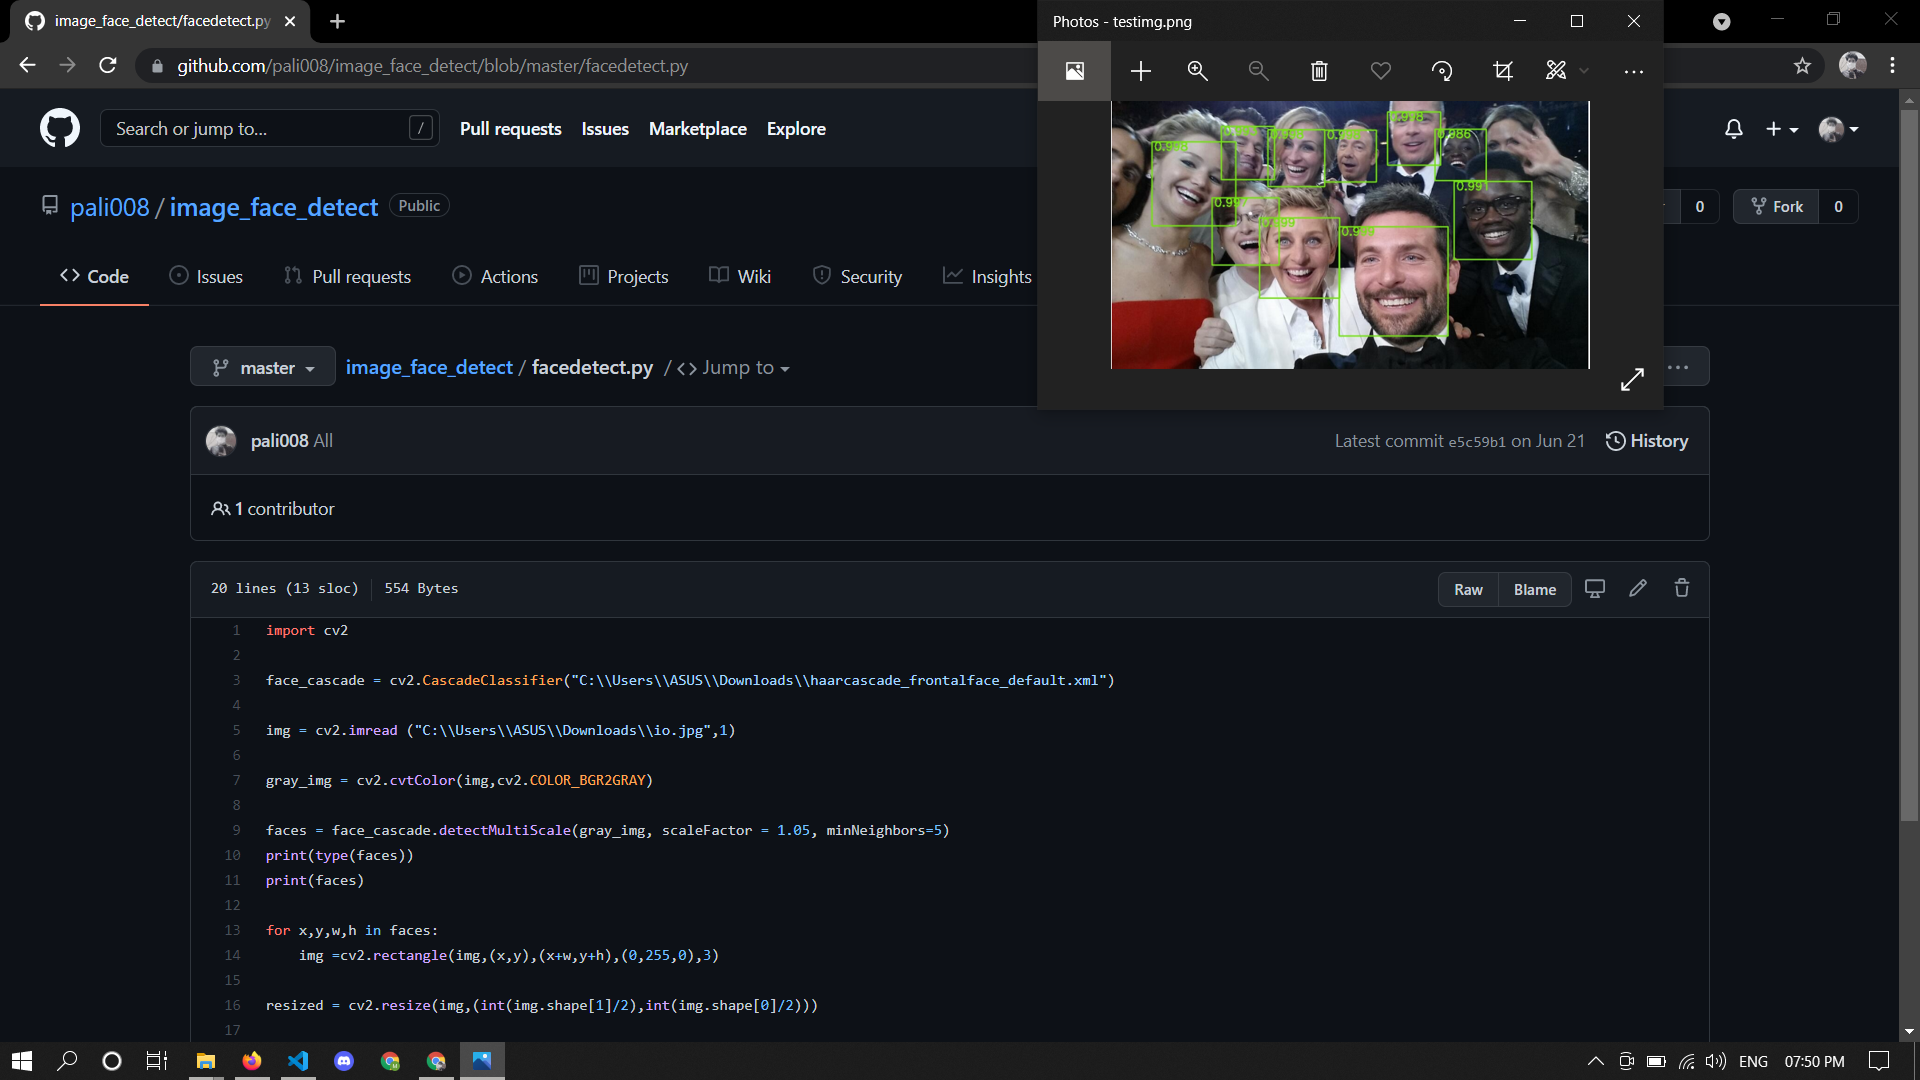 image_face_detect/facedetect.py
Photos - testimg.png
github.com/pali008/image_face_detect/blob/master/facedetect.py
Search or jump to...
/
Pull requests
Issues
Marketplace
Explore
0.998
0.986
0.998
0.991
0.997
0.999
0.999
pali008 / image_face_detect
Public
0
Fork
0
Code
Issues
Pull requests
Actions
Projects
Wiki
Security
Insights
master
image_face_detect / facedetect.py / <> Jump to
pali008 All
Latest commit e5c59b1 on Jun 21
History
1 contributor
20 lines (13 sloc)
554 Bytes
Raw
Blame
1 import cv2
2
3 face_cascade = cv2.CascadeClassifier("C:\\Users\\ASUS\\Downloads\\haarcascade_frontalface_default.xml")
4
5 img = cv2.imread ("C:\\Users\\ASUS\\Downloads\\io.jpg",1)
6
7 gray_img = cv2.cvtColor(img,cv2.COLOR_BGR2GRAY)
8
9 faces = face_cascade.detectMultiScale(gray_img, scaleFactor = 1.05, minNeighbors=5)
10 print(type(faces))
11 print(faces)
12
13 for x,y,w,h in faces:
14 img =cv2.rectangle(img,(x,y),(x+w,y+h),(0,255,0),3)
15
16 resized = cv2.resize(img,(int(img.shape[1]/2),int(img.shape[0]/2)))
17
ENG
07:50 PM